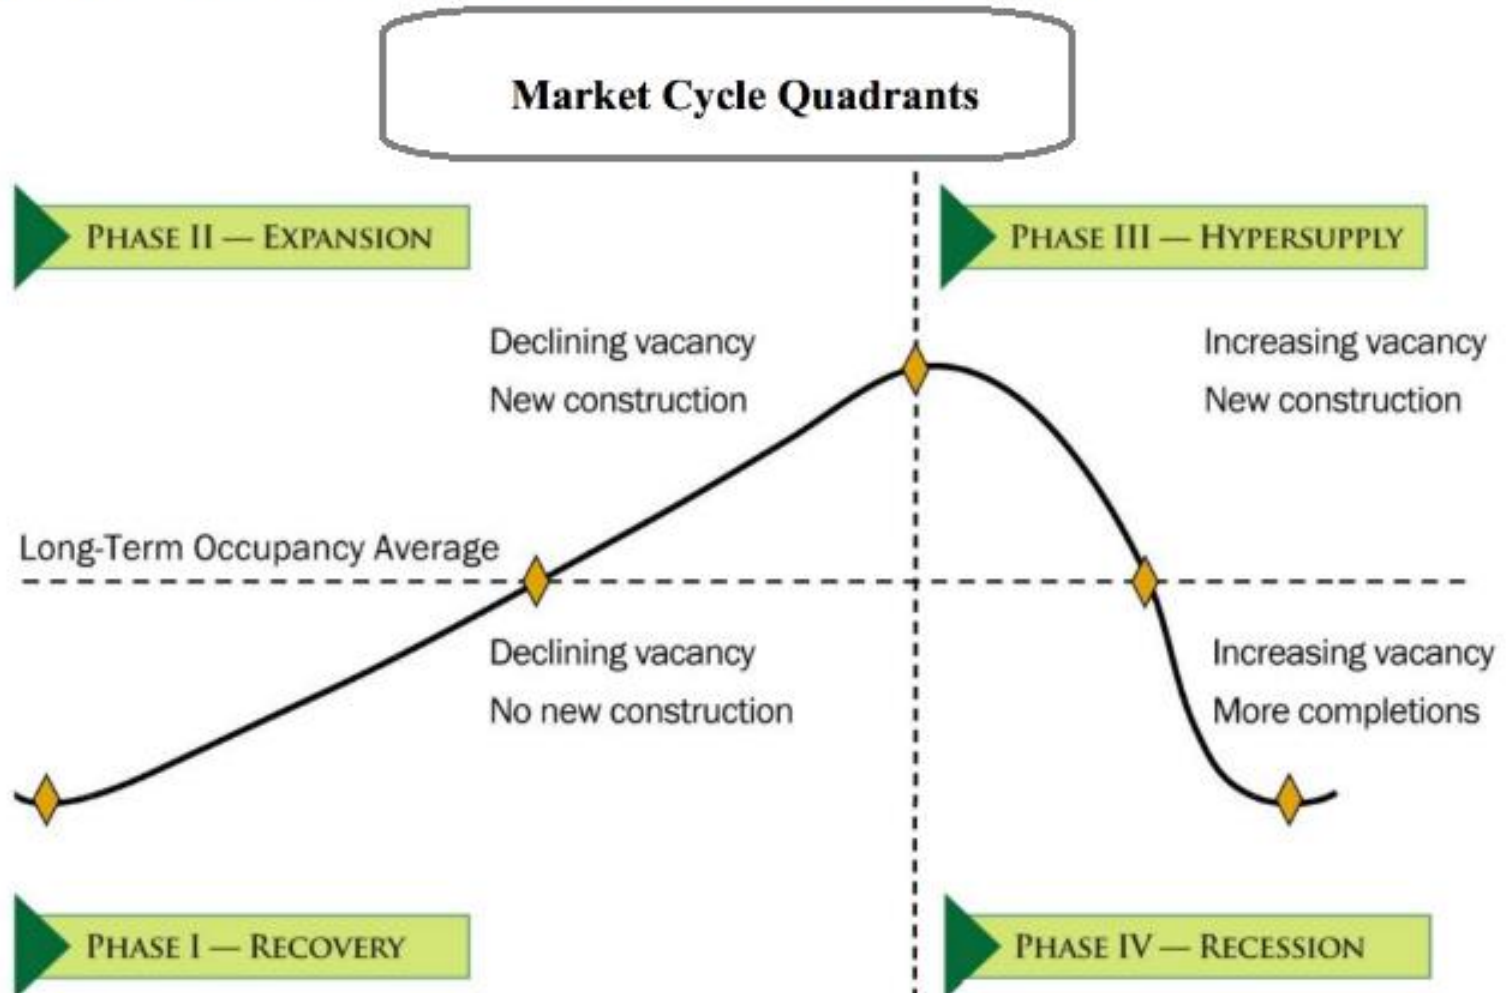 Market Cycle Quadrants
PHASE II — EXPANSION
PHASE III — HYPERSUPPLY
Declining vacancy
New construction
Increasing vacancy
New construction
Long-Term Occupancy Average
Declining vacancy
No new construction
Increasing vacancy
More completions
PHASE I — RECOVERY
PHASE IV — RECESSION